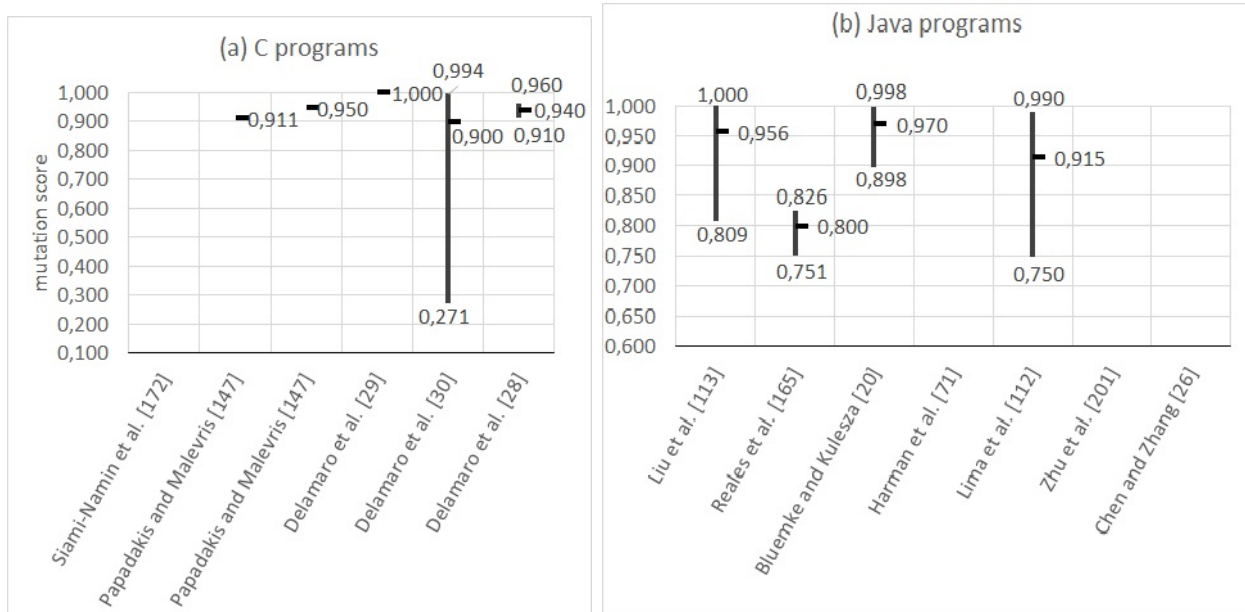 (a) C programs
0,994
0,960
1,000
1,000
0,950
0,940
0,911
0,900
0,910
0,900
0,800
0,700
0,600
0,500
0,400
0,300
0,271
0,200
0,100
mutation score
Siami-Namin et al. [172]
Papadakis and Malevris [147]
Papadakis and Malevris [147]
Delamaro et al. [29]
Delamaro et al. [30]
Delamaro et al. [28]
(b) Java programs
1,000
1,000
0,998
0,990
0,950
0,956
0,970
0,915
0,900
0,898
0,850
0,826
0,800
0,809
0,800
0,750
0,751
0,750
0,700
0,650
0,600
Liu et al. [113]
Reales et al. [165]
Bluemke and Kulesza [20]
Harman et al. [71]
Lima et al. [112]
Zhu et al. [201]
Chen and Zhang [26]